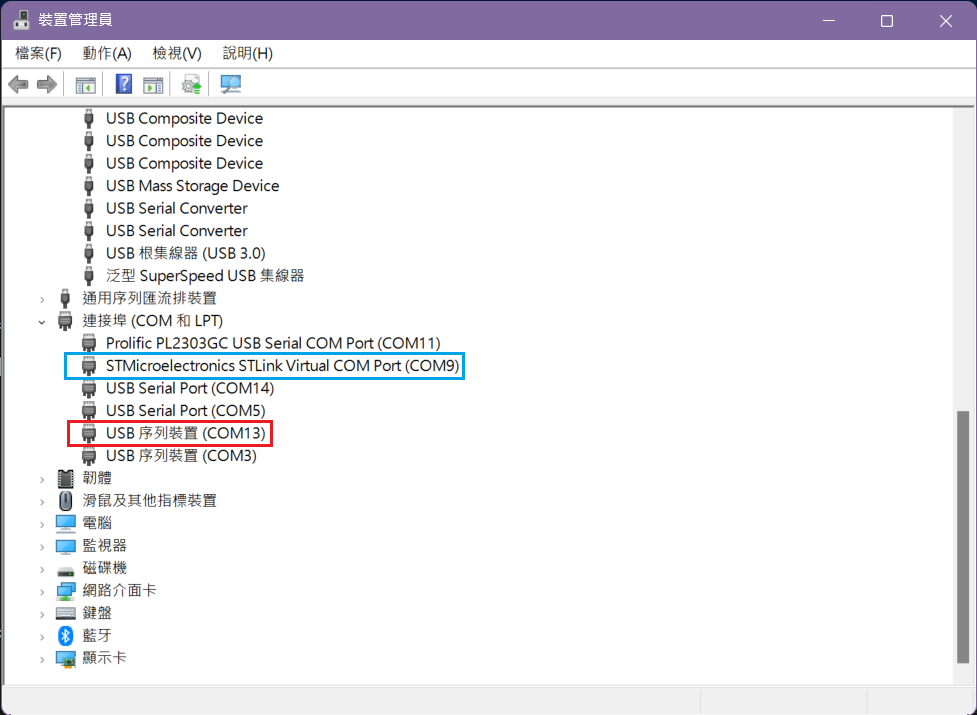 裝置管理員
檔案(F) 動作(A) 檢視(V) 說明(H)
USB Composite Device
USB Composite Device
USB Composite Device
USB Mass Storage Device
USB Serial Converter
USB Serial Converter
USB 根集線器 (USB 3.0)
泛型 SuperSpeed USB 集線器
通用序列匯流排裝置
連接埠 (COM 和 LPT)
Prolific PL2303GC USB Serial COM Port (COM11)
STMicroelectronics STLink Virtual COM Port (COM9)
USB Serial Port (COM14)
USB Serial Port (COM5)
USB 序列裝置 (COM13)
USB 序列裝置 (COM3)
韌體
滑鼠及其他指標裝置
電腦
監視器
磁碟機
網路介面卡
鍵盤
藍牙
顯示卡